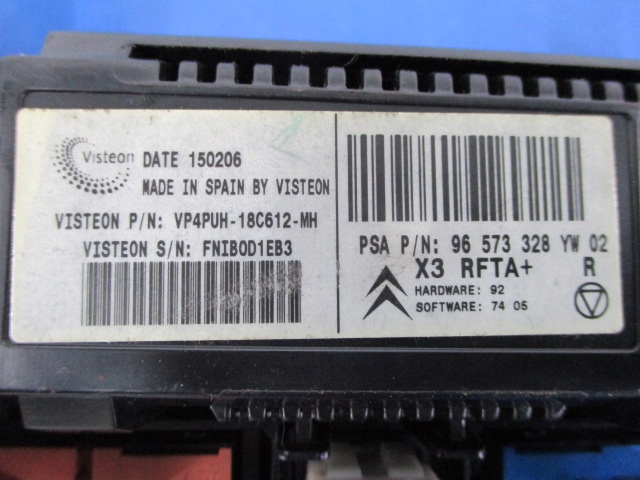 Visteon
DATE 150206
MADE IN SPAIN BY VISTEON
VISTEON P/N: VP4PUH-18C612-MH
VISTEON S/N: FNIB0D1EB3
PSA P/N: 96 573 328 YW 02
X3 RFTA+ R
HARDWARE: 92
SOFTWARE: 74 05